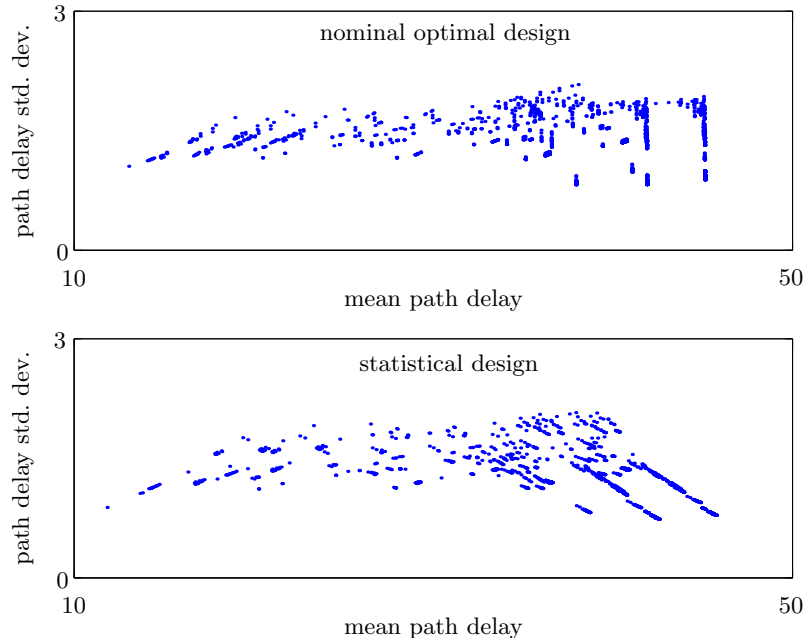 3
nominal optimal design
path delay std. dev.
0
10
50
mean path delay
3
statistical design
path delay std. dev.
0
10
50
mean path delay